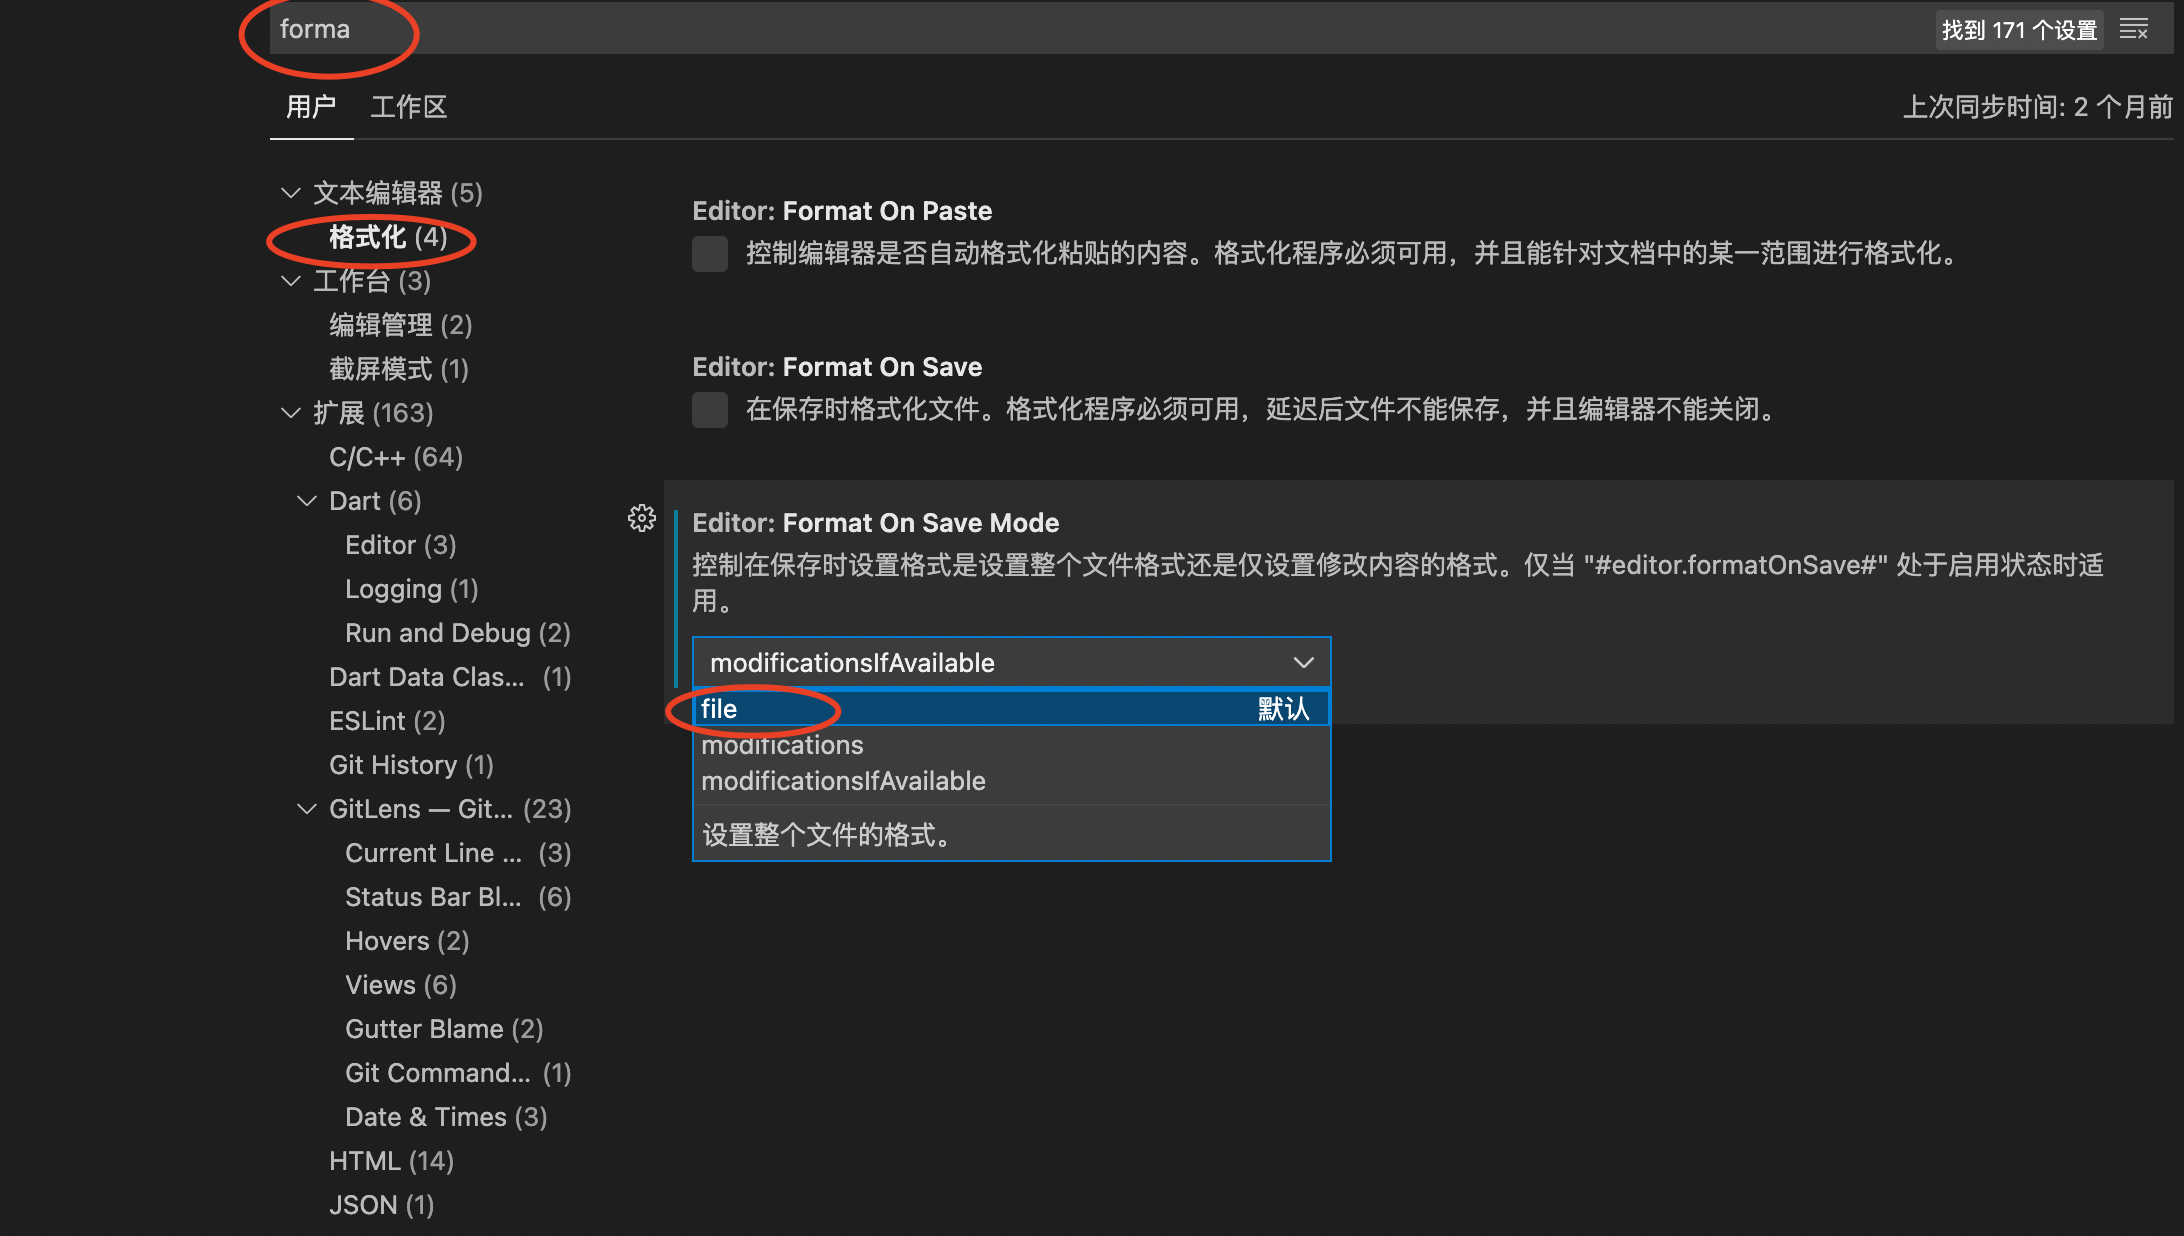 forma
找到 171 个设置
用户 工作区
上次同步时间: 2 个月前
文本编辑器 (5)
格式化 (4)
工作台 (3)
编辑管理 (2)
截屏模式 (1)
扩展 (163)
C/C++ (64)
Dart (6)
Editor (3)
Logging (1)
Run and Debug (2)
Dart Data Clas... (1)
ESLint (2)
Git History (1)
GitLens — Git... (23)
Current Line ... (3)
Status Bar Bl... (6)
Hovers (2)
Views (6)
Gutter Blame (2)
Git Command... (1)
Date & Times (3)
HTML (14)
JSON (1)
Editor: Format On Paste
控制编辑器是否自动格式化粘贴的内容。格式化程序必须可用，并且能针对文档中的某一范围进行格式化。
Editor: Format On Save
在保存时格式化文件。格式化程序必须可用，延迟后文件不能保存，并且编辑器不能关闭。
Editor: Format On Save Mode
控制在保存时设置格式是设置整个文件格式还是仅设置修改内容的格式。仅当 "#editor.formatOnSave#" 处于启用状态时适
用。
modificationsIfAvailable
file 默认
modifications
modificationsIfAvailable
设置整个文件的格式。